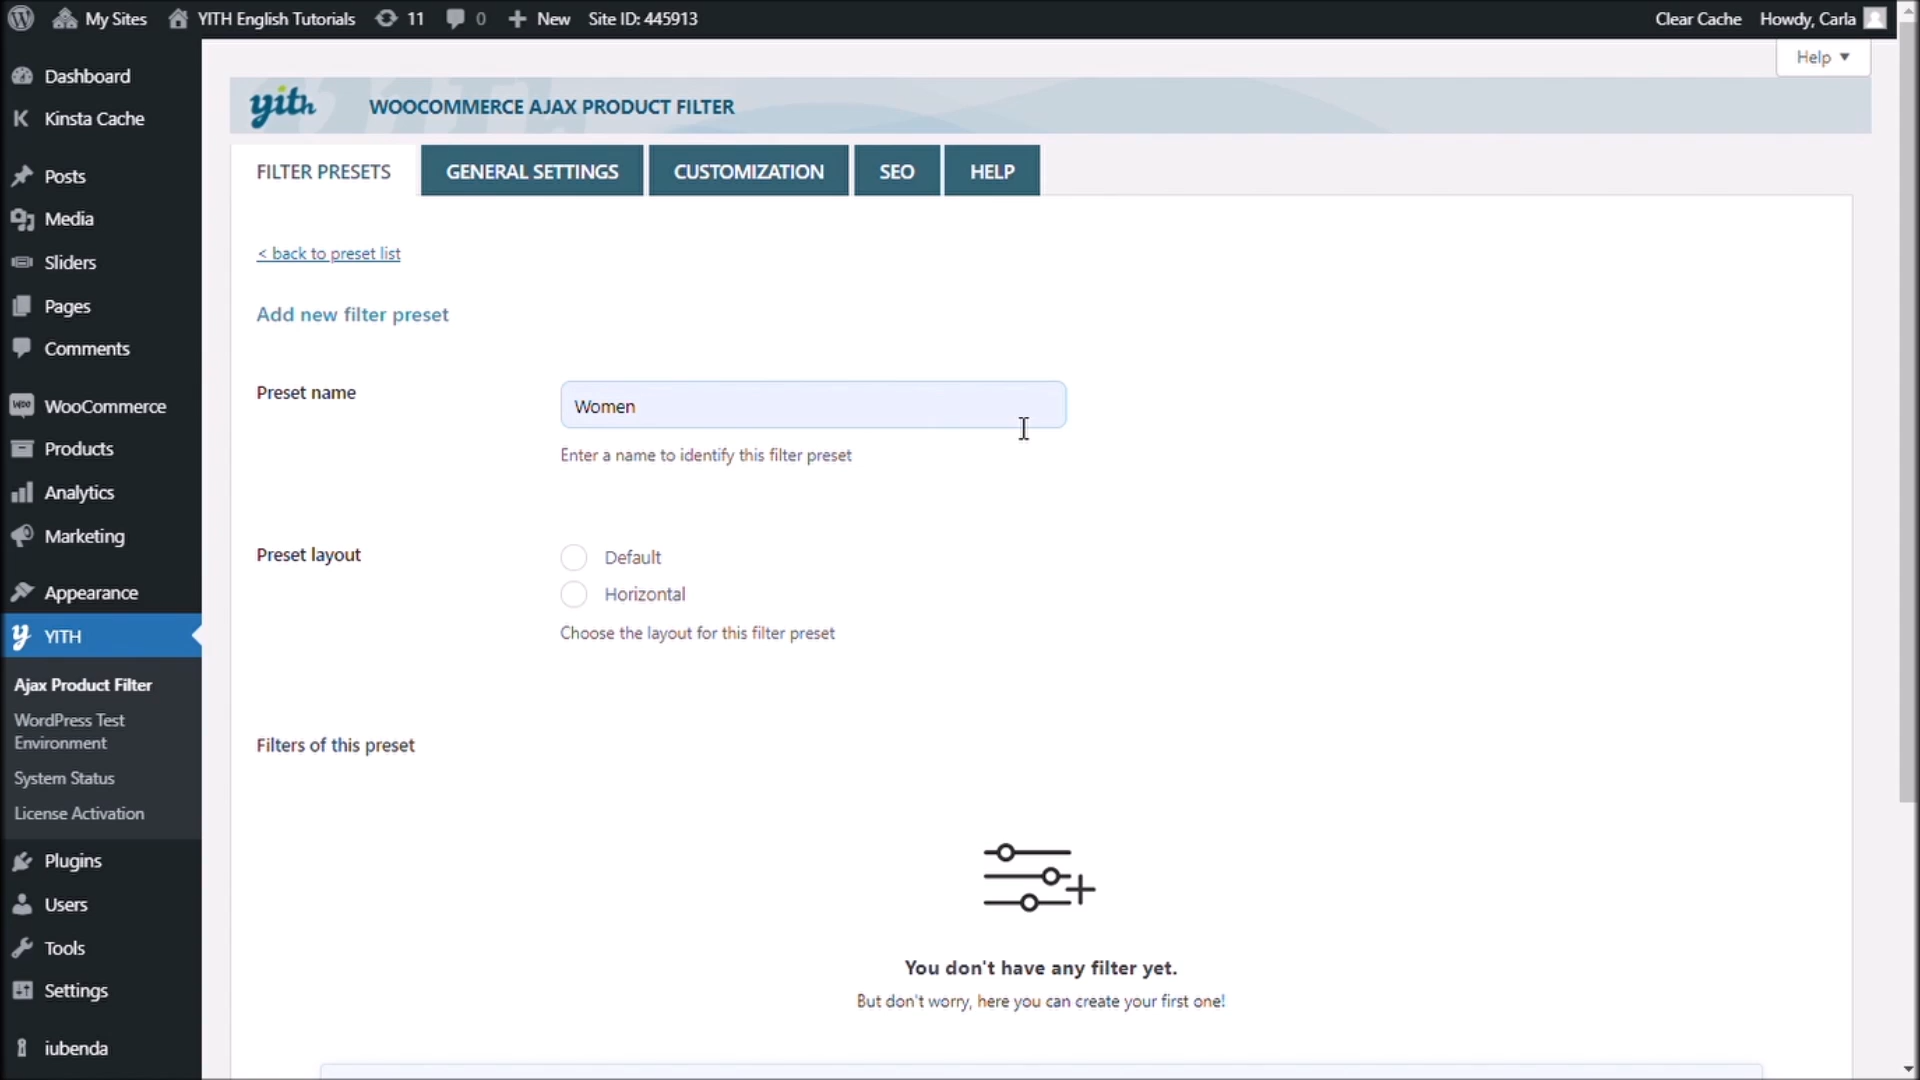 My Sites
YITH English Tutorials
11
0
New
Site ID: 445913
Clear Cache
Howdy, Carla
Help
Dashboard
Kinsta Cache
Posts
Media
Sliders
Pages
Comments
WooCommerce
Products
Analytics
Marketing
Appearance
YITH
Ajax Product Filter
WordPress Test
Environment
System Status
License Activation
Plugins
Users
Tools
Settings
iubenda
yith
WOOCOMMERCE AJAX PRODUCT FILTER
FILTER PRESETS
GENERAL SETTINGS
CUSTOMIZATION
SEO
HELP
< back to preset list
Add new filter preset
Preset name
Women
Enter a name to identify this filter preset
Preset layout
Default
Horizontal
Choose the layout for this filter preset
Filters of this preset
You don't have any filter yet.
But don't worry, here you can create your first one!